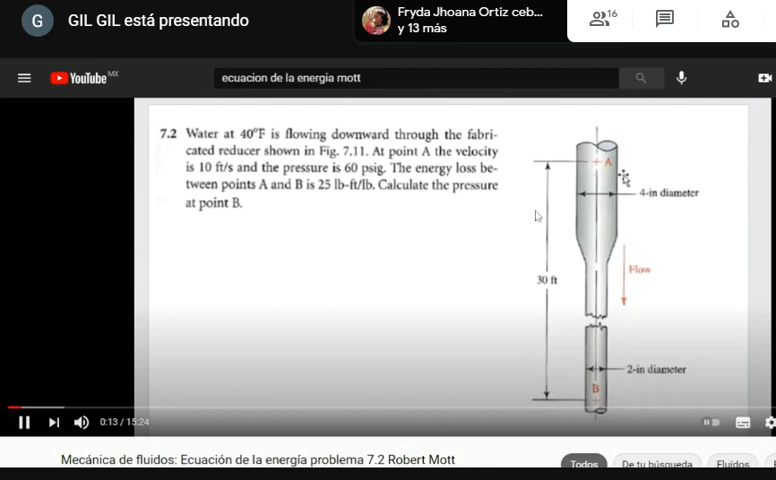 G GIL GIL está presentando
Fryda Jhoana Ortiz ceb...
y 13 más
16
YouTube MX
ecuacion de la energia mott
7.2 Water at 40°F is flowing downward through the fabri-
cated reducer shown in Fig. 7.11. At point A the velocity
is 10 ft/s and the pressure is 60 psig. The energy loss be-
tween points A and B is 25 lb-ft/lb. Calculate the pressure
at point B.
A
4-in diameter
Flow
30 ft
2-in diameter
B
0:13 / 15:24
Mecánica de fluidos: Ecuación de la energía problema 7.2 Robert Mott
Todos
De tu búsqueda
Fluidos